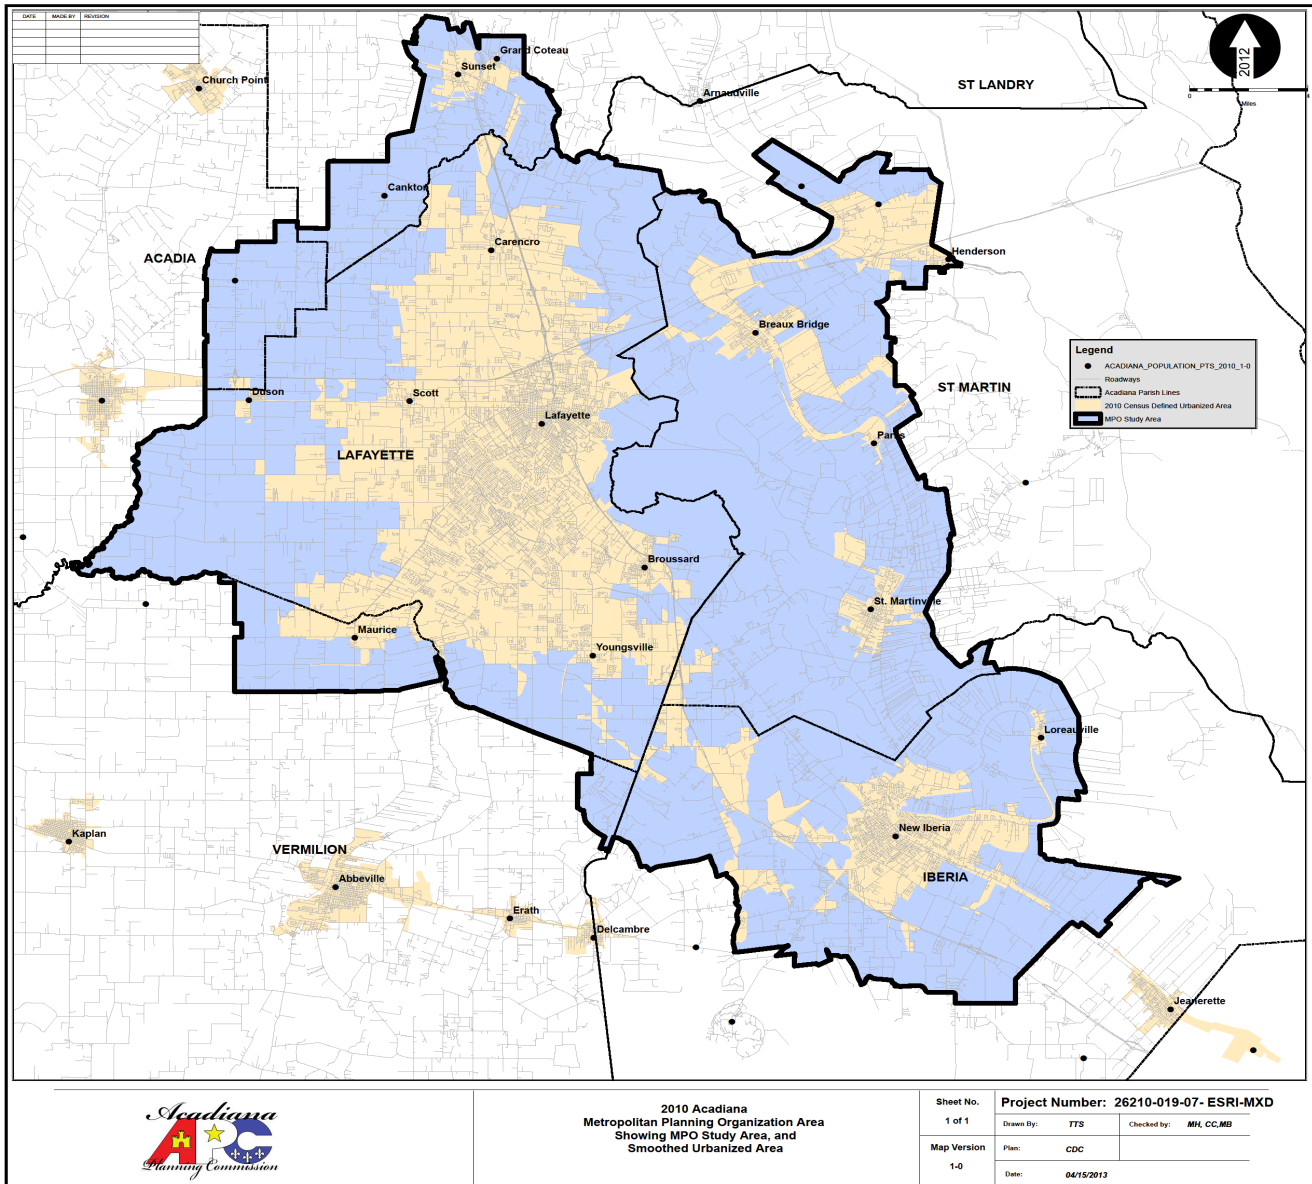 DATE MADE BY REVISION
Grand Coteau
Sunset
Church Point
Arnaudville
ST LANDRY
2012
0 4
Miles
Cankton
Carencro
Henderson
ACADIA
Breaux Bridge
Legend
ACADIANA_POPULATION_PTS_2010_1-0
Roadways
Acadiana Parish Lines
2010 Census Defined Urbanized Area
MPO Study Area
ST MARTIN
Duson
Scott
Lafayette
Parks
LAFAYETTE
Broussard
St. Martinville
Maurice
Youngsville
Loreauville
Kaplan
New Iberia
VERMILION
Abbeville
IBERIA
Erath
Delcambre
Jeanerette
Acadiana
APC
Planning Commission
2010 Acadiana
Metropolitan Planning Organization Area
Showing MPO Study Area, and
Smoothed Urbanized Area
Sheet No.
1 of 1
Map Version
1-0
Project Number: 26210-019-07- ESRI-MXD
Drawn By: TTS Checked by: MH, CC,MB
Plan: CDC
Date: 04/15/2013